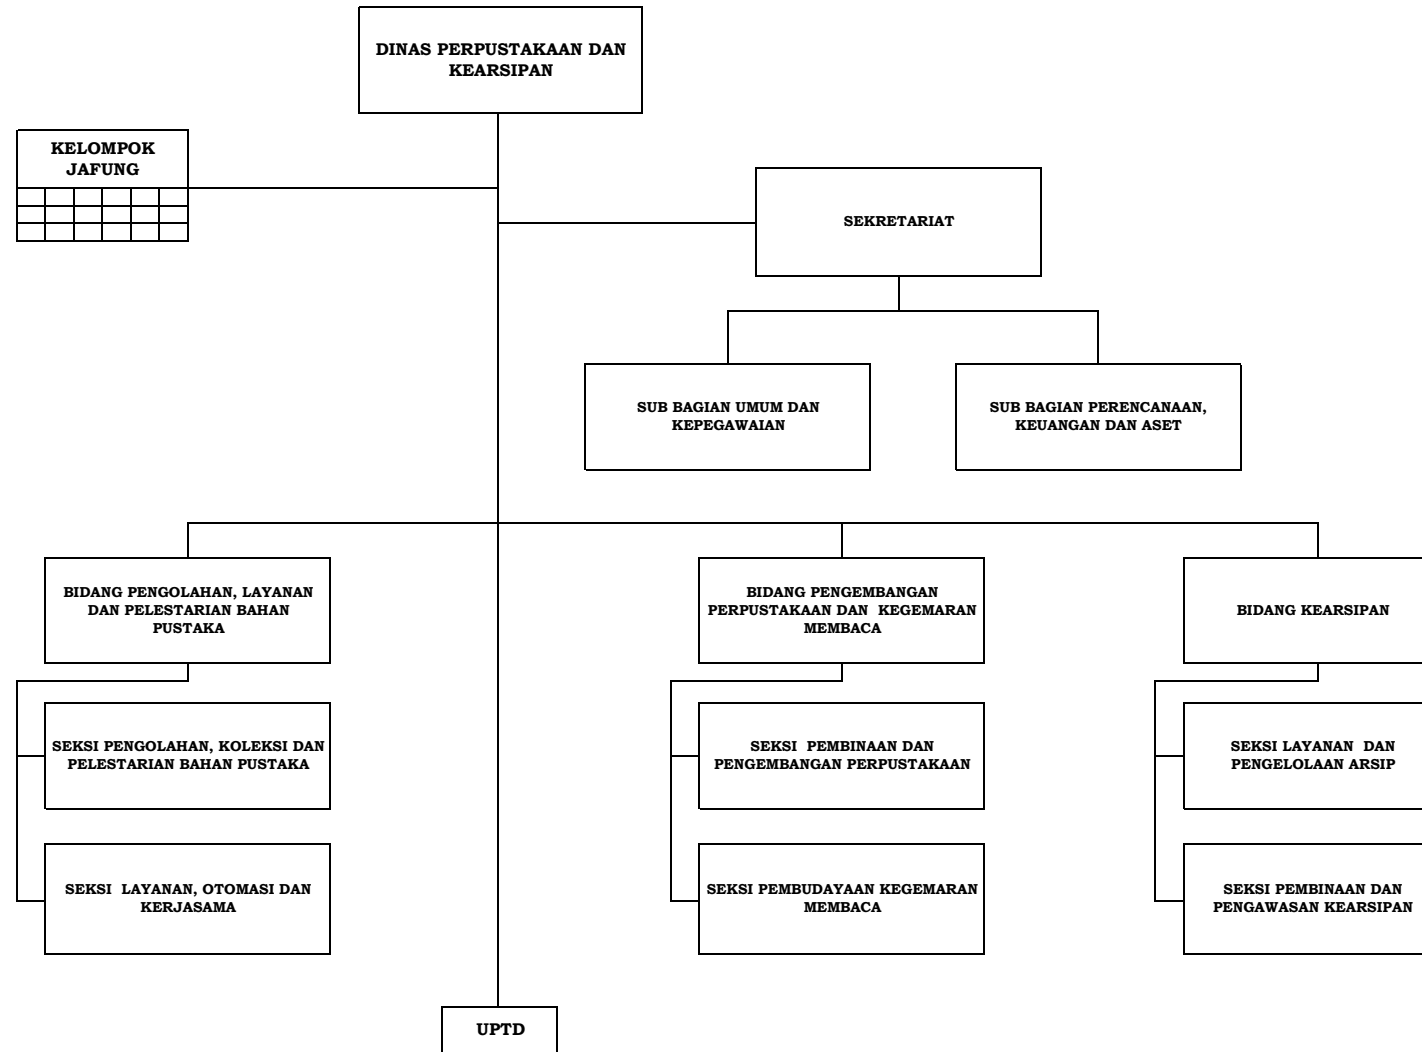 DINAS PERPUSTAKAAN DAN
KEARSIPAN
KELOMPOK
JAFUNG
SEKRETARIAT
SUB BAGIAN UMUM DAN
KEPEGAWAIAN
SUB BAGIAN PERENCANAAN,
KEUANGAN DAN ASET
BIDANG PENGOLAHAN, LAYANAN
DAN PELESTARIAN BAHAN
PUSTAKA
BIDANG PENGEMBANGAN
PERPUSTAKAAN DAN KEGEMARAN
MEMBACA
BIDANG KEARSIPAN
SEKSI PENGOLAHAN, KOLEKSI DAN
PELESTARIAN BAHAN PUSTAKA
SEKSI PEMBINAAN DAN
PENGEMBANGAN PERPUSTAKAAN
SEKSI LAYANAN DAN
PENGELOLAAN ARSIP
SEKSI LAYANAN, OTOMASI DAN
KERJASAMA
SEKSI PEMBUDAYAAN KEGEMARAN
MEMBACA
SEKSI PEMBINAAN DAN
PENGAWASAN KEARSIPAN
UPTD